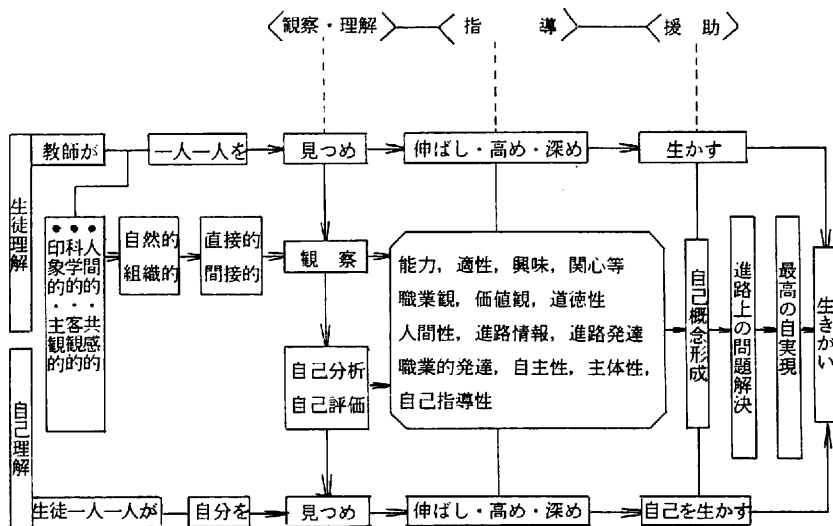 〈観察・理解〉〈指 導〉〈援 助〉
生徒理解
教師が
一人一人を
見つめ
伸ばし・高め・深め
生かす
●人間的・共感的
●科学的・客観的
●印象的・主観的
自然的
組織的
直接的
間接的
観 察
能力，適性，興味，関心等
職業観，価値観，道徳性
人間性，進路情報，進路発達
職業的発達，自主性，主体性，
自己指導性
自己概念形成
進路上の問題解決
最高の自実現
生きがい
自己分析
自己評価
自己理解
生徒一人一人が
自分を
見つめ
伸ばし・高め・深め
自己を生かす